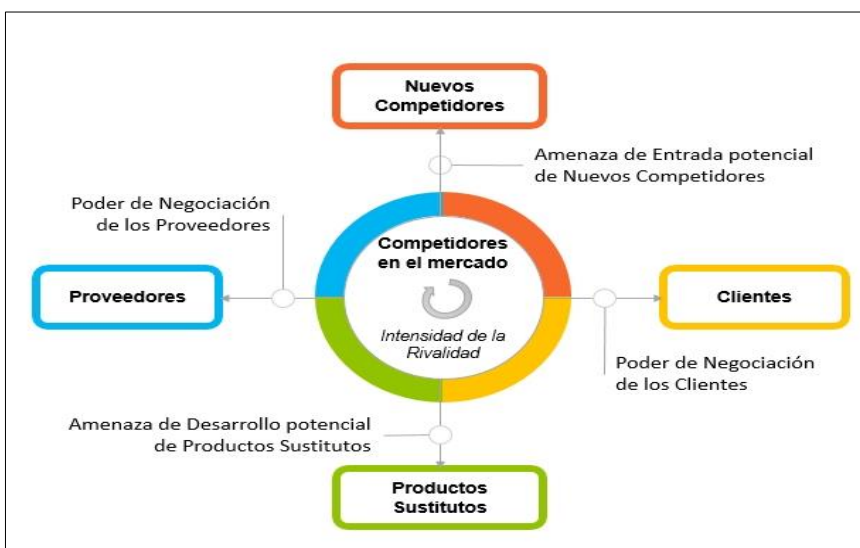 Nuevos
Competidores
Amenaza de Entrada potencial
de Nuevos Competidores
Poder de Negociación
de los Proveedores
Competidores
en el mercado
Proveedores
Clientes
Intensidad de la
Rivalidad
Poder de Negociación
de los Clientes
Amenaza de Desarrollo potencial
de Productos Sustitutos
Productos
Sustitutos